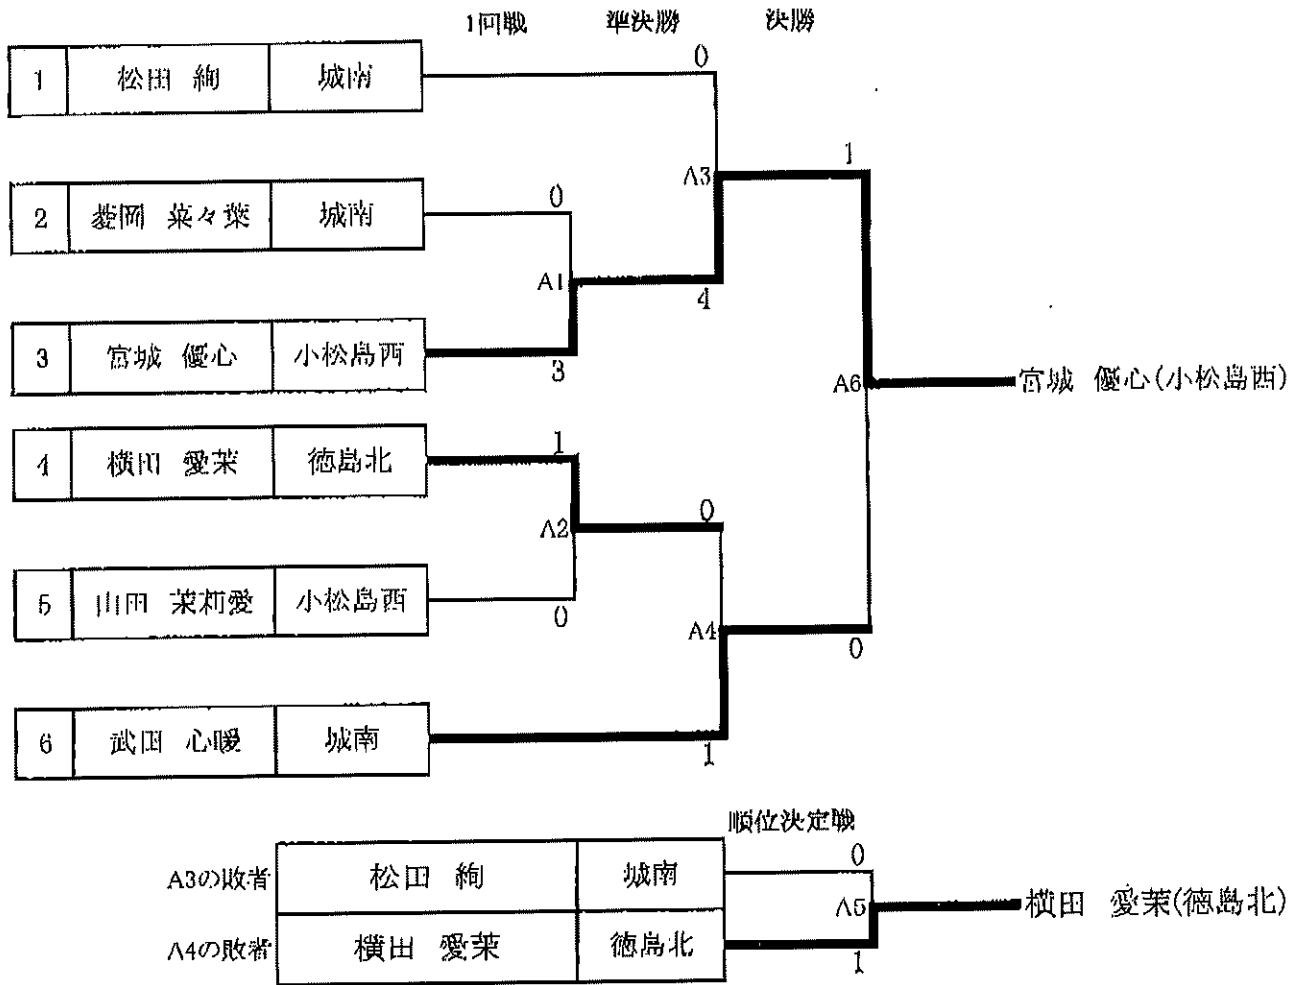 1回戦 準決勝 決勝
0
1 松田 絢 城南
1
A3
0
2 菱岡 菜々葉 城南
A1
4
3 宮城 優心 小松島西
3
A6 宮城 優心(小松島西)
1
4 横田 愛茉 徳島北
0
A2
5 山田 茉莉愛 小松島西
0
A4
0
6 武田 心暖 城南
1
順位決定戦
0
A3の敗者 松田 絢 城南
A5 横田 愛茉(徳島北)
A4の敗者 横田 愛茉 徳島北
1